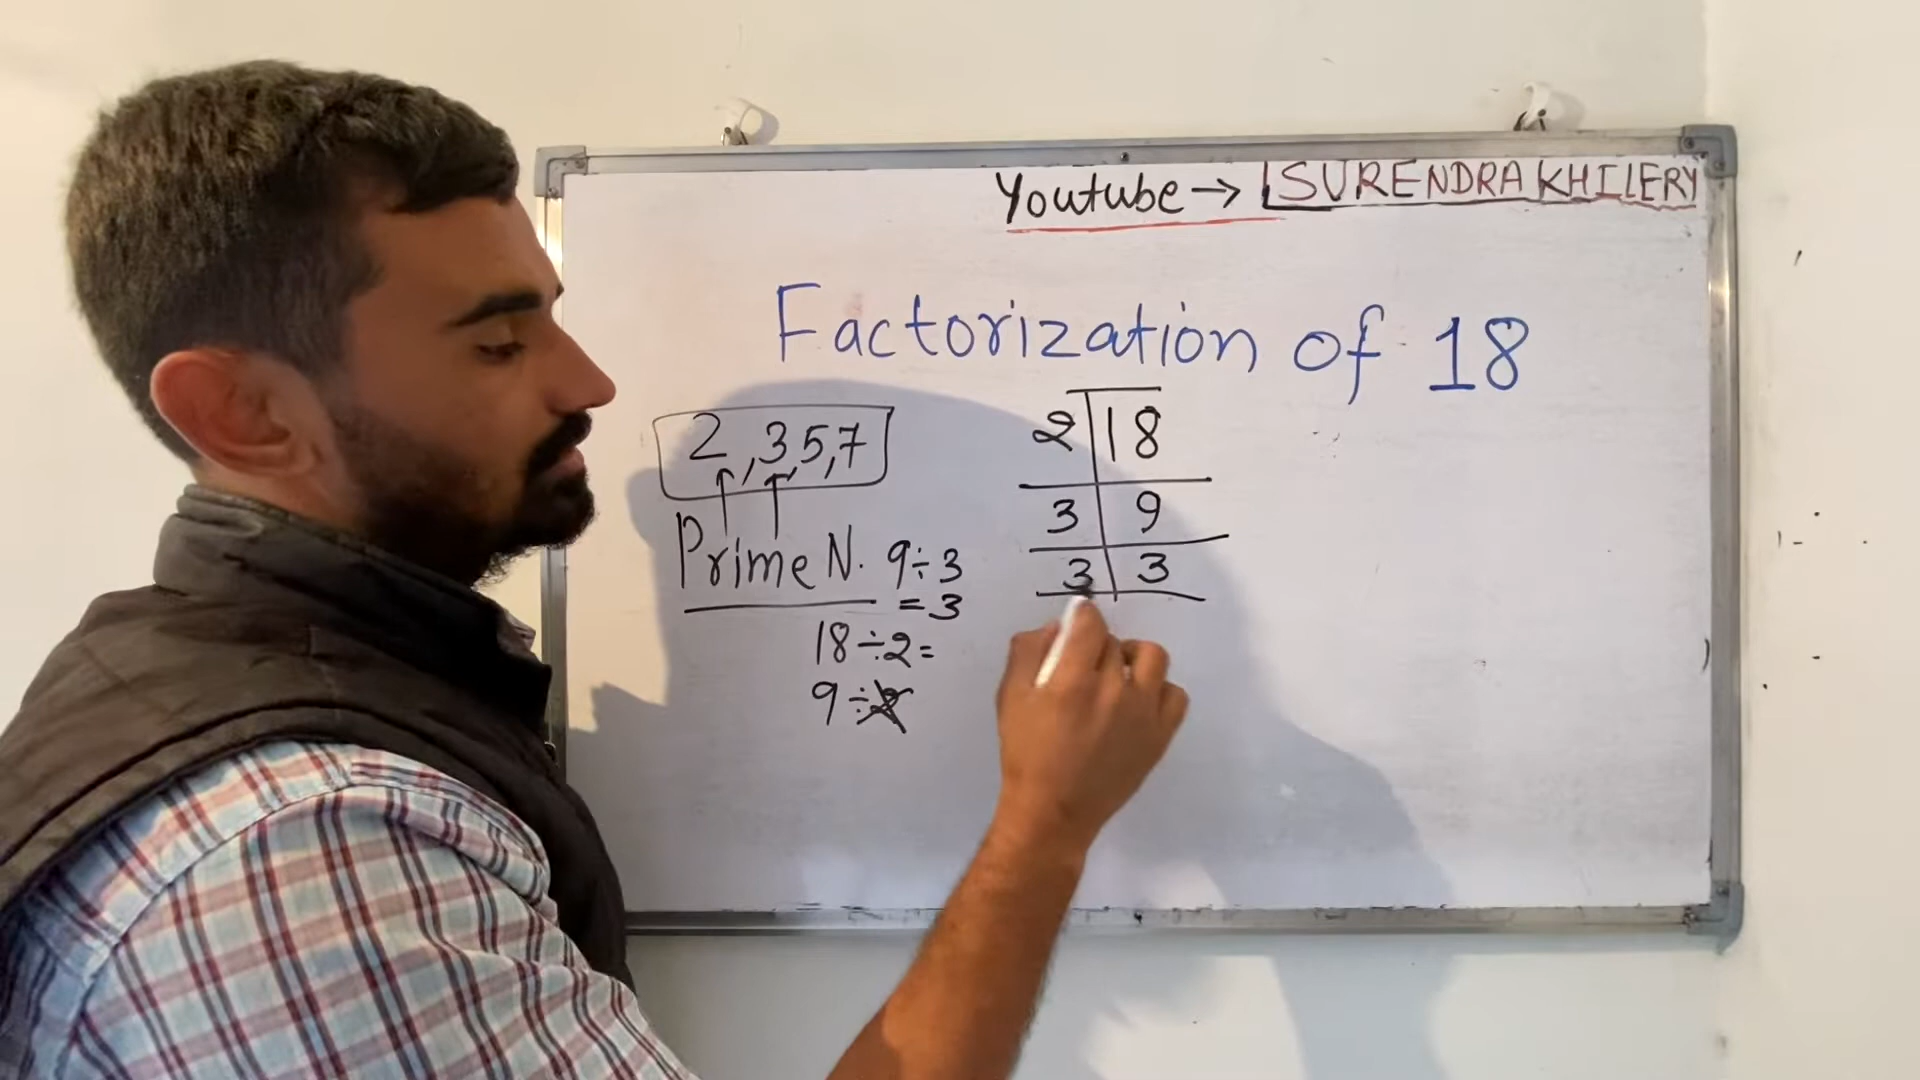 Youtube → SURENDRA KHILERY
Factorization of 18
2, 3, 5, 7
Prime N.
9÷3
=3
18÷2=
9÷2
2 18
3 9
3 3